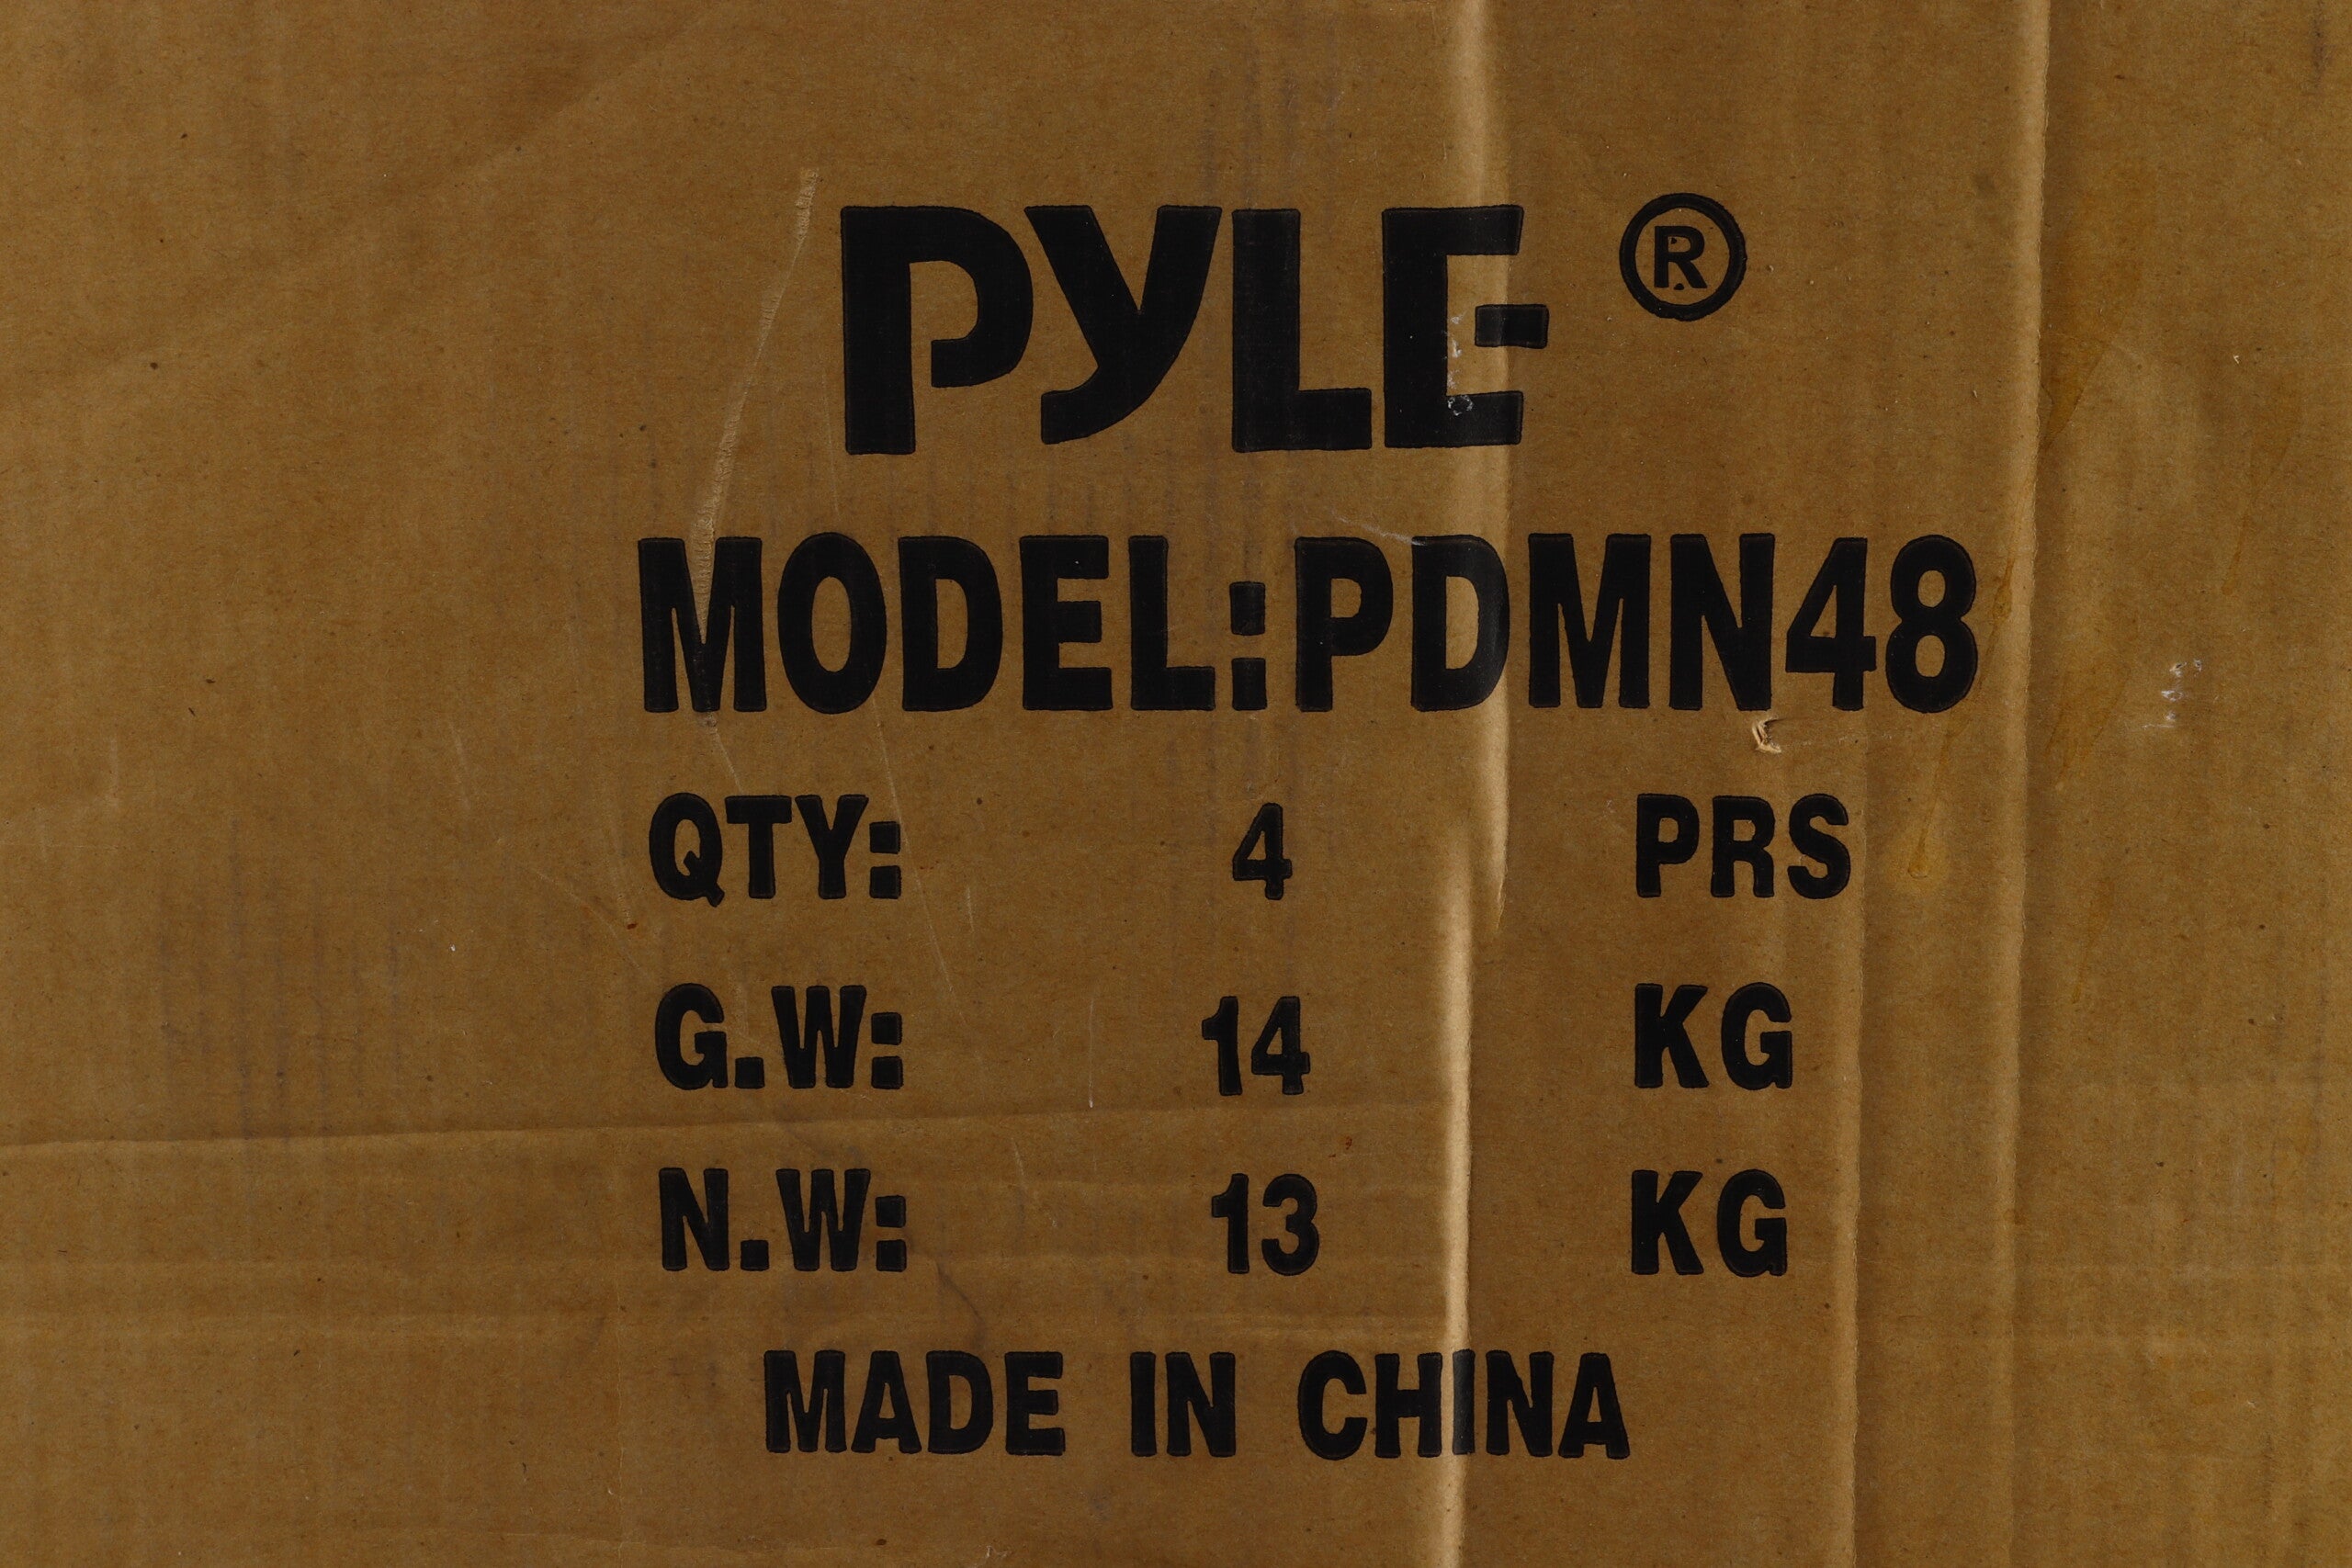 PYLE ®
MODEL:PDMN48
QTY: 4 PRS
G.W: 14 KG
N.W: 13 KG
MADE IN CHINA